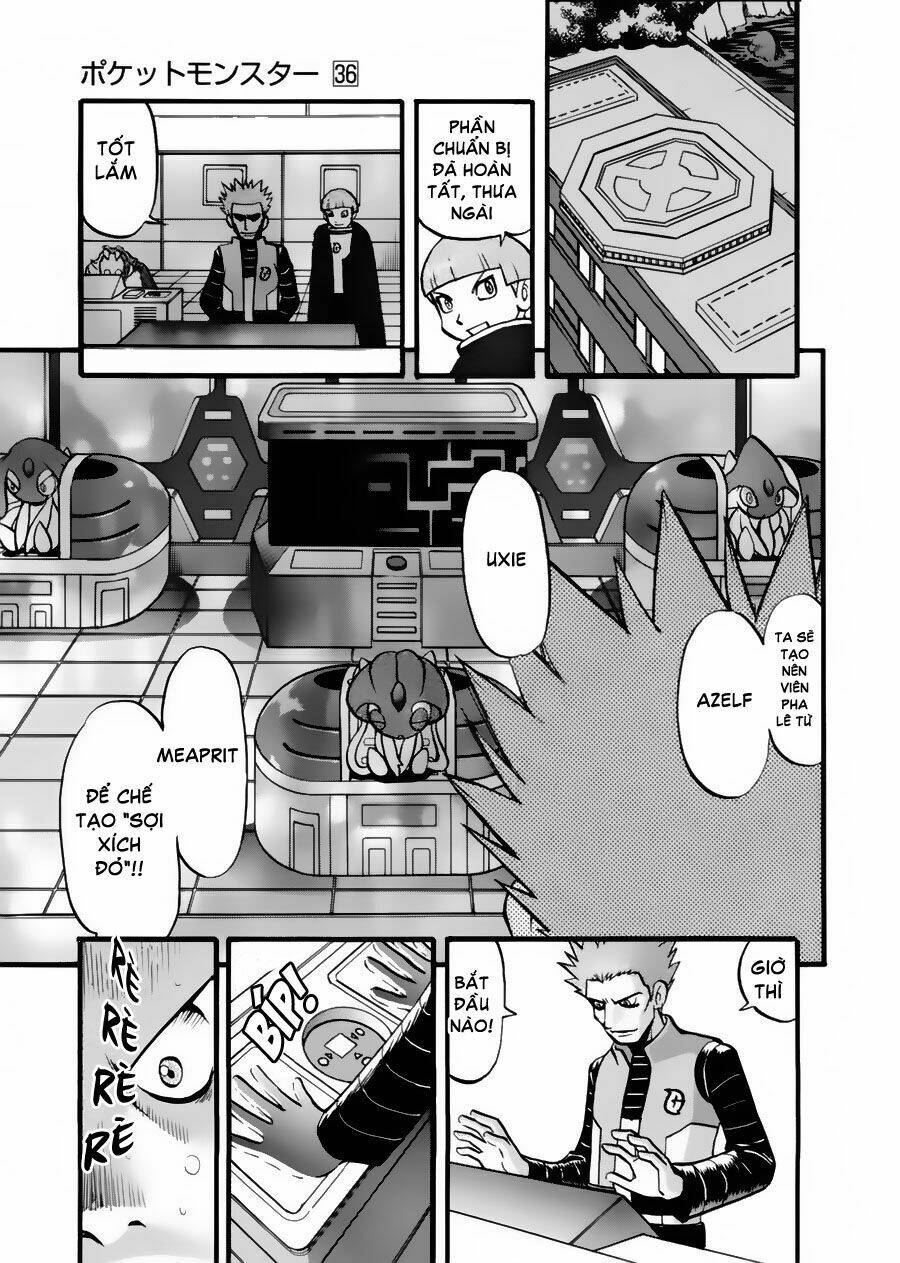 ポケットモンスター 36
PHẦN
CHUẨN BỊ
ĐÃ HOÀN
TẤT, THƯA
NGÀI
TỐT
LẮM
TA SẼ
TẠO
NÊN
VIÊN
PHA
LÊ TỪ
AZELF
UXIE
MEAPRIT
ĐỂ CHẾ
TẠO "SỢI
XÍCH
ĐỎ"!!
GIỜ
THÌ
BẮT
ĐẦU
NÀO!
BÍP!
RÈ
RÈ
RÈ
RÈ
RÈ